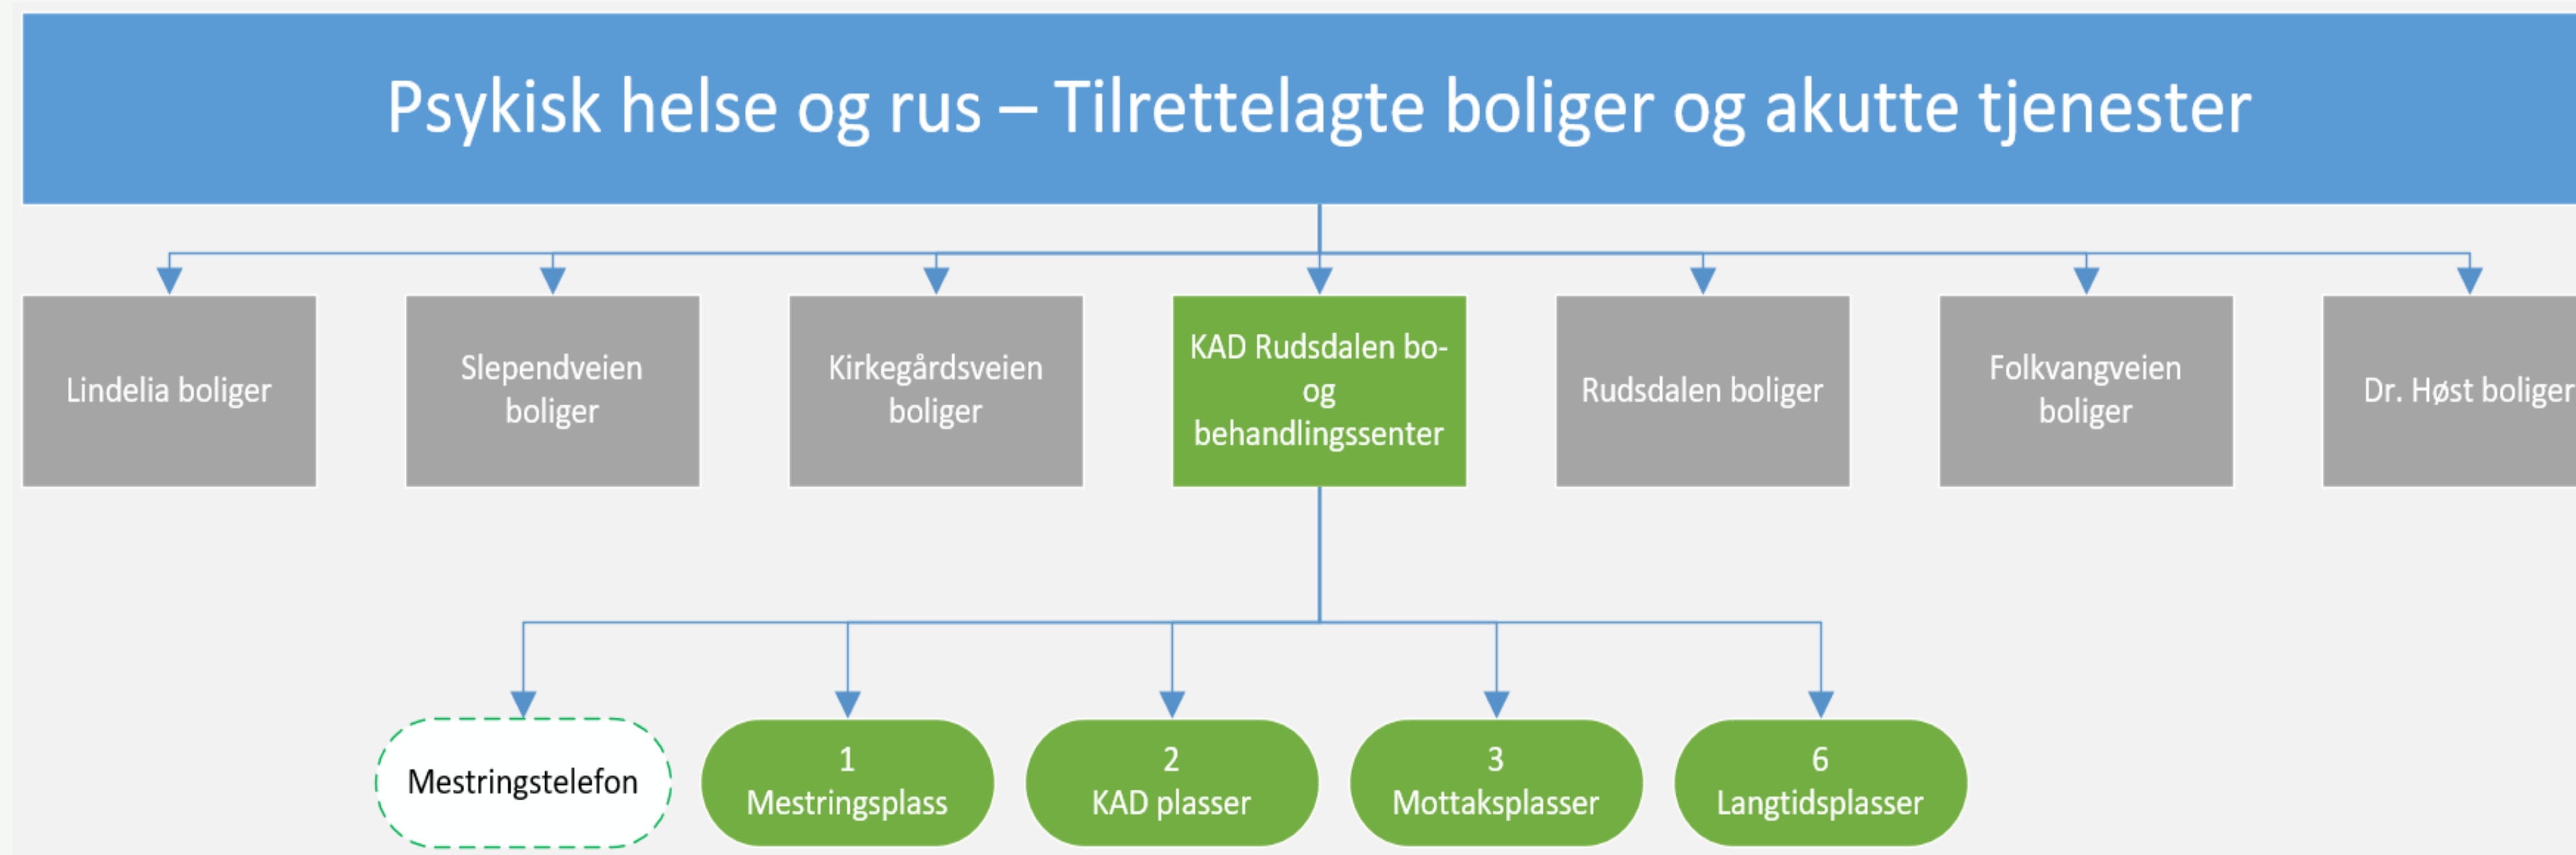 Psykisk helse og rus – Tilrettelagte boliger og akutte tjenester
Lindelia boliger
Slependveien
boliger
Kirkegårdsveien
boliger
KAD Rudsdalen bo-
og
behandlingssenter
Rudsdalen boliger
Folkvangveien
boliger
Dr. Høst boliger
Mestringstelefon
1
Mestringsplass
2
KAD plasser
3
Mottaksplasser
6
Langtidsplasser